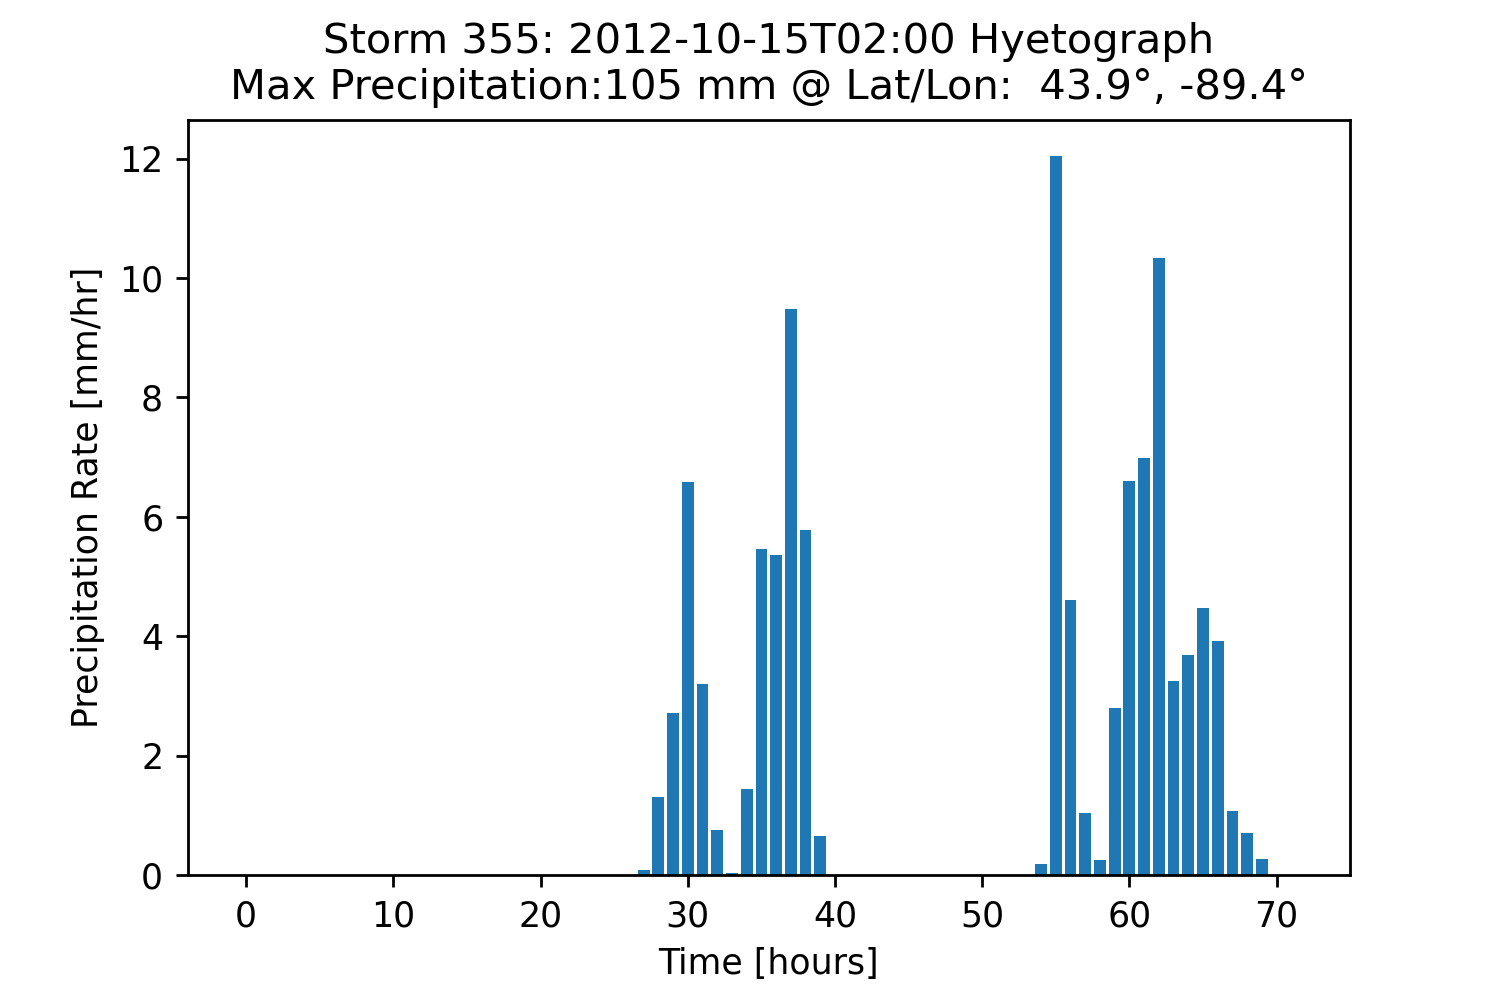 Storm 355: 2012-10-15T02:00 Hyetograph
Max Precipitation:105 mm @ Lat/Lon:  43.9°, -89.4°
12
10
8
6
4
2
0
Precipitation Rate [mm/hr]
0 10 20 30 40 50 60 70
Time [hours]